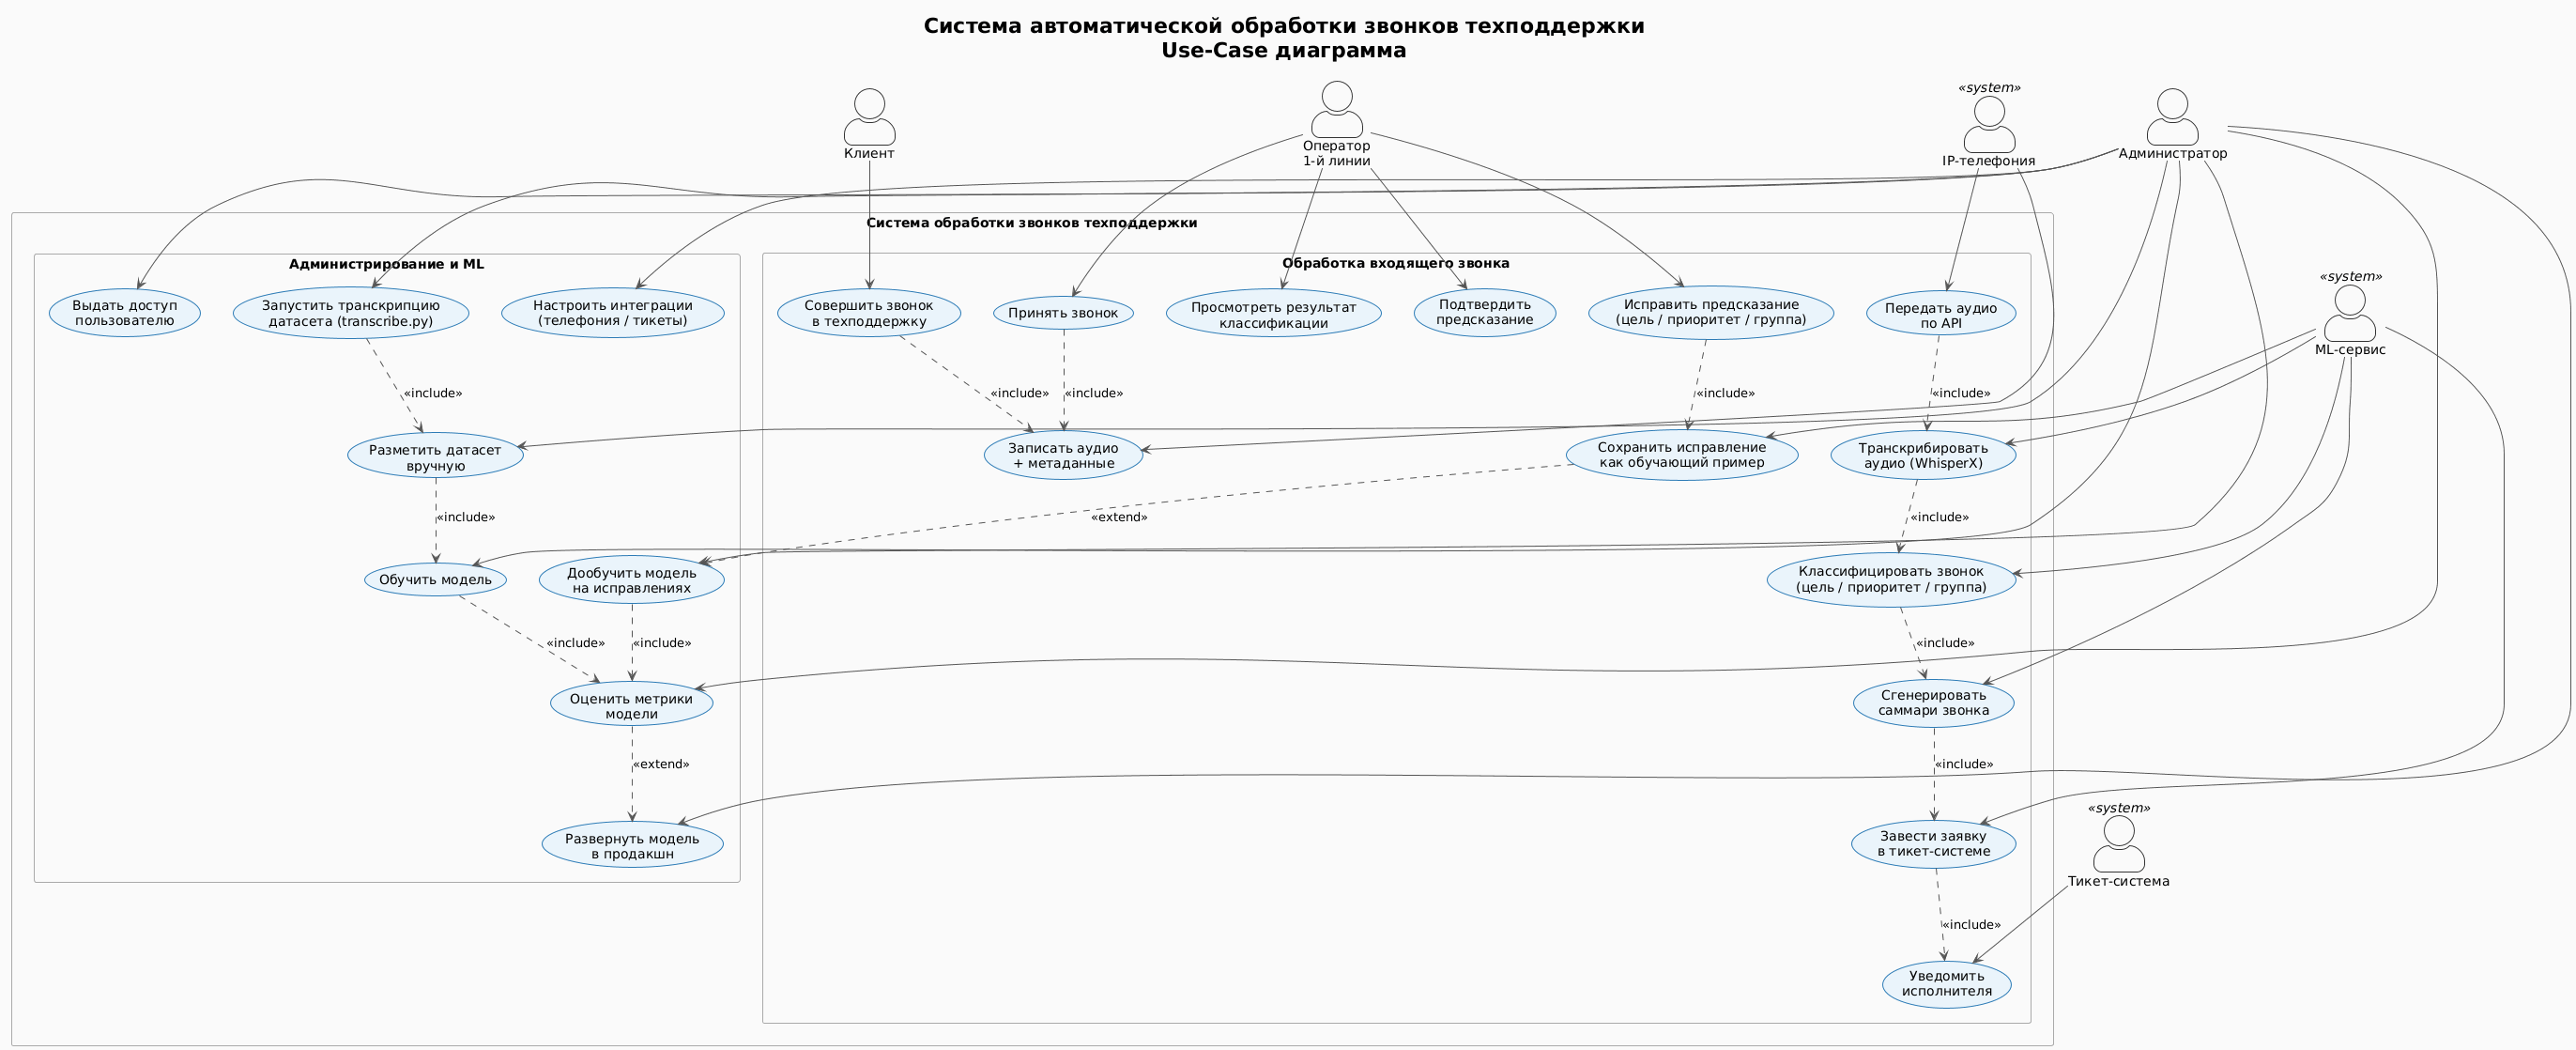 Система автоматической обработки звонков техподдержки
Use-Case диаграмма
Клиент
Оператор
1-й линии
«system»
IP-телефония
Администратор
Система обработки звонков техподдержки
Администрирование и ML
Обработка входящего звонка
«system»
ML-сервис
Выдать доступ
пользователю
Запустить транскрипцию
датасета (transcribe.py)
Настроить интеграции
(телефония / тикеты)
Совершить звонок
в техподдержку
Принять звонок
Просмотреть результат
классификации
Подтвердить
предсказание
Исправить предсказание
(цель / приоритет / группа)
Передать аудио
по API
«include»
«include»
«include»
«include»
«include»
Разметить датасет
вручную
Записать аудио
+ метаданные
Сохранить исправление
как обучающий пример
Транскрибировать
аудио (WhisperX)
«include»
«extend»
«include»
Обучить модель
Дообучить модель
на исправлениях
Классифицировать звонок
(цель / приоритет / группа)
«include»
«include»
«include»
Оценить метрики
модели
Сгенерировать
саммари звонка
«extend»
«include»
Развернуть модель
в продакшн
Завести заявку
в тикет-системе
«system»
Тикет-система
«include»
Уведомить
исполнителя